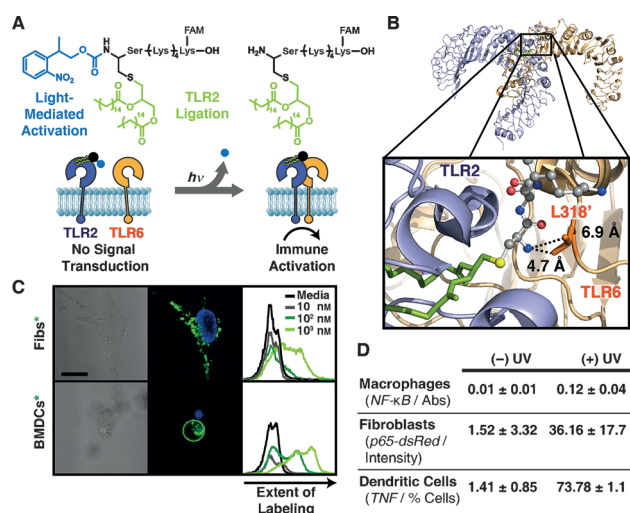 A
FAM
H
N
Ser
(Lys)4 Lys
OH
O
O
NO2
S
Light-
Mediated
Activation
TLR2
Ligation
14
O
O
14
O
O
FAM
H2N
Ser
(Lys)4 Lys
OH
S
14
O
O
14
O
O
hν
TLR2 TLR6
No Signal
Transduction
Immune
Activation
B
TLR2
L318'
6.9 Å
4.7 Å
TLR6
C
Fibs*
BMDCs*
Media
10 nM
10² nM
10³ nM
Extent of
Labeling
D
(–) UV (+) UV
Macrophages
(NF-κB / Abs)
0.01 ± 0.01 0.12 ± 0.04
Fibroblasts
(p65-dsRed /
Intensity)
1.52 ± 3.32 36.16 ± 17.7
Dendritic Cells
(TNF / % Cells)
1.41 ± 0.85 73.78 ± 1.1